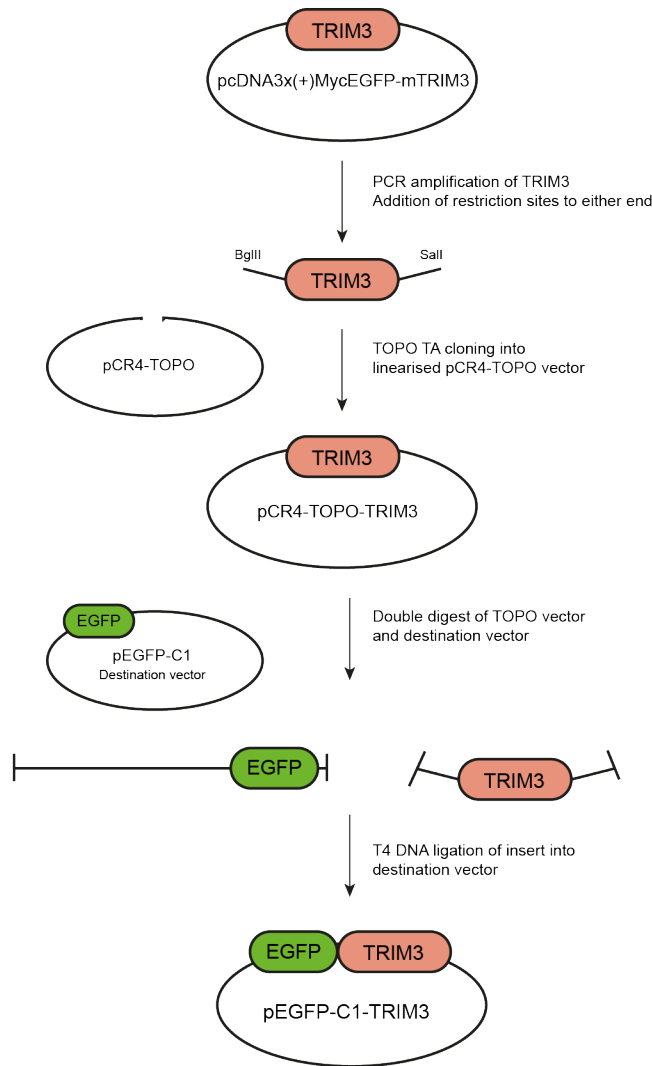 TRIM3
pcDNA3x(+)MycEGFP-mTRIM3
PCR amplification of TRIM3
Addition of restriction sites to either end
BglII
SalI
TRIM3
pCR4-TOPO
TOPO TA cloning into
linearised pCR4-TOPO vector
TRIM3
pCR4-TOPO-TRIM3
EGFP
pEGFP-C1
Destination vector
Double digest of TOPO vector
and destination vector
EGFP
TRIM3
T4 DNA ligation of insert into
destination vector
EGFP
TRIM3
pEGFP-C1-TRIM3